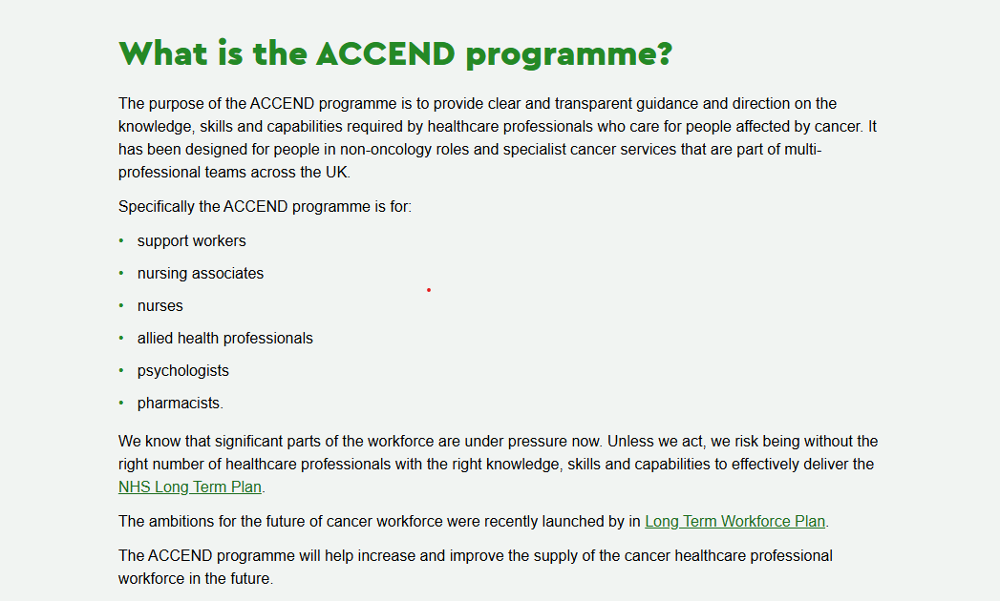 What is the ACCEND programme?
The purpose of the ACCEND programme is to provide clear and transparent guidance and direction on the
knowledge, skills and capabilities required by healthcare professionals who care for people affected by cancer. It
has been designed for people in non-oncology roles and specialist cancer services that are part of multi-
professional teams across the UK.
Specifically the ACCEND programme is for:
• support workers
• nursing associates
• nurses
• allied health professionals
• psychologists
• pharmacists.
We know that significant parts of the workforce are under pressure now. Unless we act, we risk being without the
right number of healthcare professionals with the right knowledge, skills and capabilities to effectively deliver the
NHS Long Term Plan.
The ambitions for the future of cancer workforce were recently launched by in Long Term Workforce Plan.
The ACCEND programme will help increase and improve the supply of the cancer healthcare professional
workforce in the future.